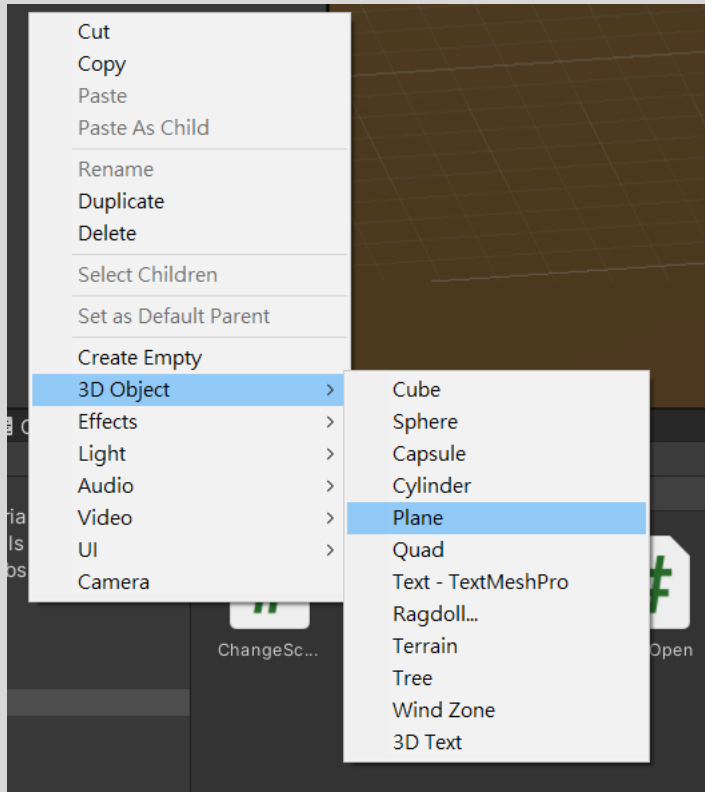 Cut
Copy
Paste
Paste As Child
Rename
Duplicate
Delete
Select Children
Set as Default Parent
Create Empty
3D Object
Effects
Light
Audio
Video
UI
Camera
Cube
Sphere
Capsule
Cylinder
Plane
Quad
Text - TextMeshPro
Ragdoll...
Terrain
Tree
Wind Zone
3D Text
ChangeSc...
Open